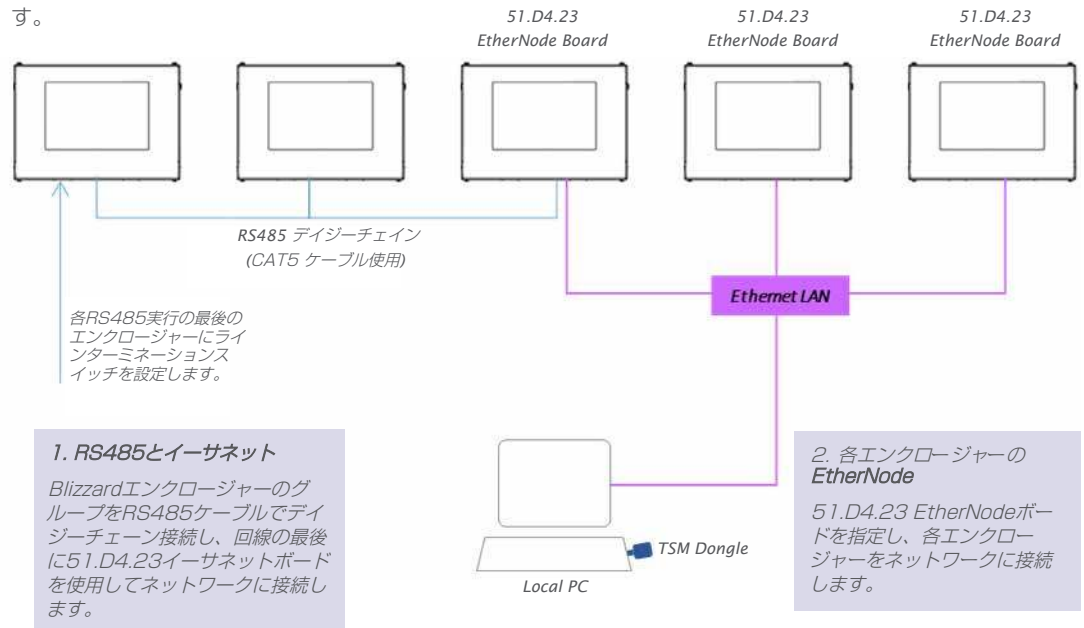 す。
51.D4.23
EtherNode Board
51.D4.23
EtherNode Board
51.D4.23
EtherNode Board
RS485 デイジーチェイン
(CAT5 ケーブル使用)
Ethernet LAN
各RS485実行の最後の
エンクロージャーにライ
ンターミネーションス
イッチを設定します。
1. RS485とイーサネット
Blizzardエンクロージャーのグ
ループをRS485ケーブルでデイ
ジーチェーン接続し、回線の最後
に51.D4.23イーサネットボード
を使用してネットワークに接続し
ます。
TSM Dongle
Local PC
2. 各エンクロージャーの
EtherNode
51.D4.23 EtherNodeボー
ドを指定し、各エンクロー
ジャーをネットワークに接続
します。